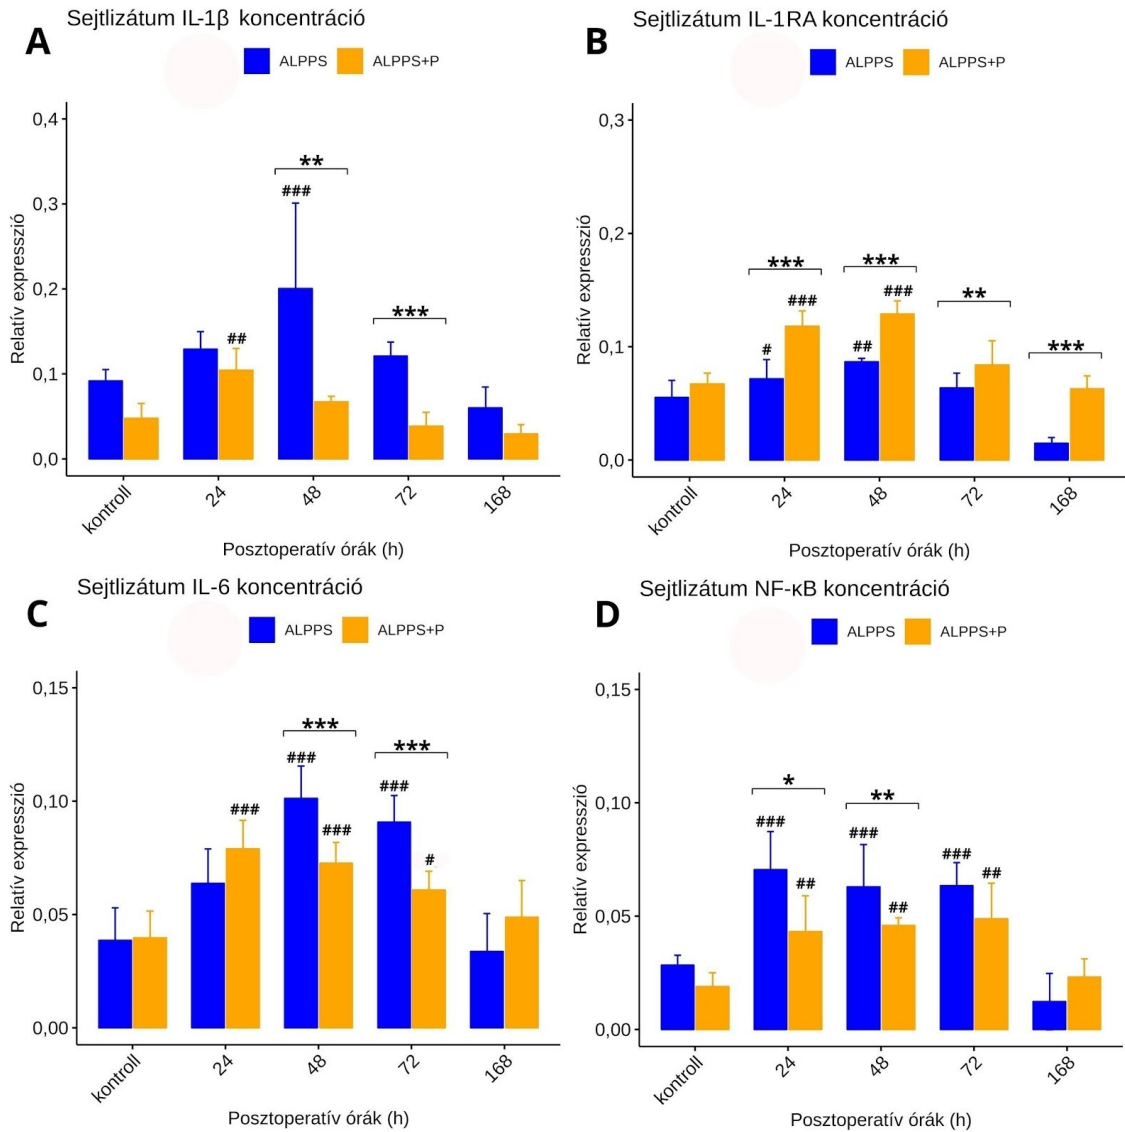 A
Sejtlizátum IL-1β koncentráció
ALPPS
ALPPS+P
Relatív expresszió
0,4
0,3
0,2
0,1
0,0
##
###
**
***
kontroll
24
48
72
168
Posztoperatív órák (h)
B
Sejtlizátum IL-1RA koncentráció
ALPPS
ALPPS+P
Relatív expresszió
0,3
0,2
0,1
0,0
#
###
***
##
###
***
**
***
kontroll
24
48
72
168
Posztoperatív órák (h)
C
Sejtlizátum IL-6 koncentráció
ALPPS
ALPPS+P
Relatív expresszió
0,15
0,10
0,05
0,00
###
###
###
***
###
#
***
kontroll
24
48
72
168
Posztoperatív órák (h)
D
Sejtlizátum NF-κB koncentráció
ALPPS
ALPPS+P
Relatív expresszió
0,15
0,10
0,05
0,00
###
##
*
###
##
**
###
##
kontroll
24
48
72
168
Posztoperatív órák (h)